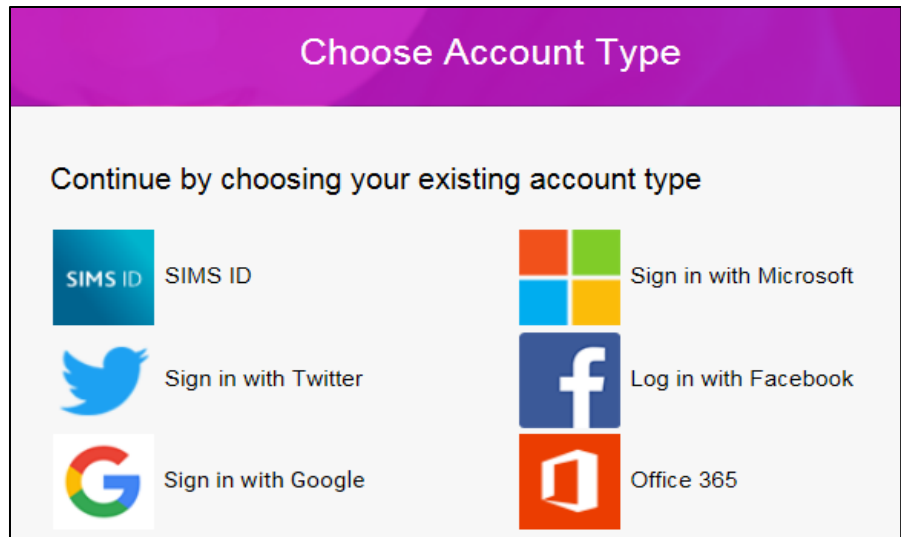 Choose Account Type
Continue by choosing your existing account type
SIMS ID SIMS ID
Sign in with Microsoft
Sign in with Twitter
Log in with Facebook
Sign in with Google
Office 365